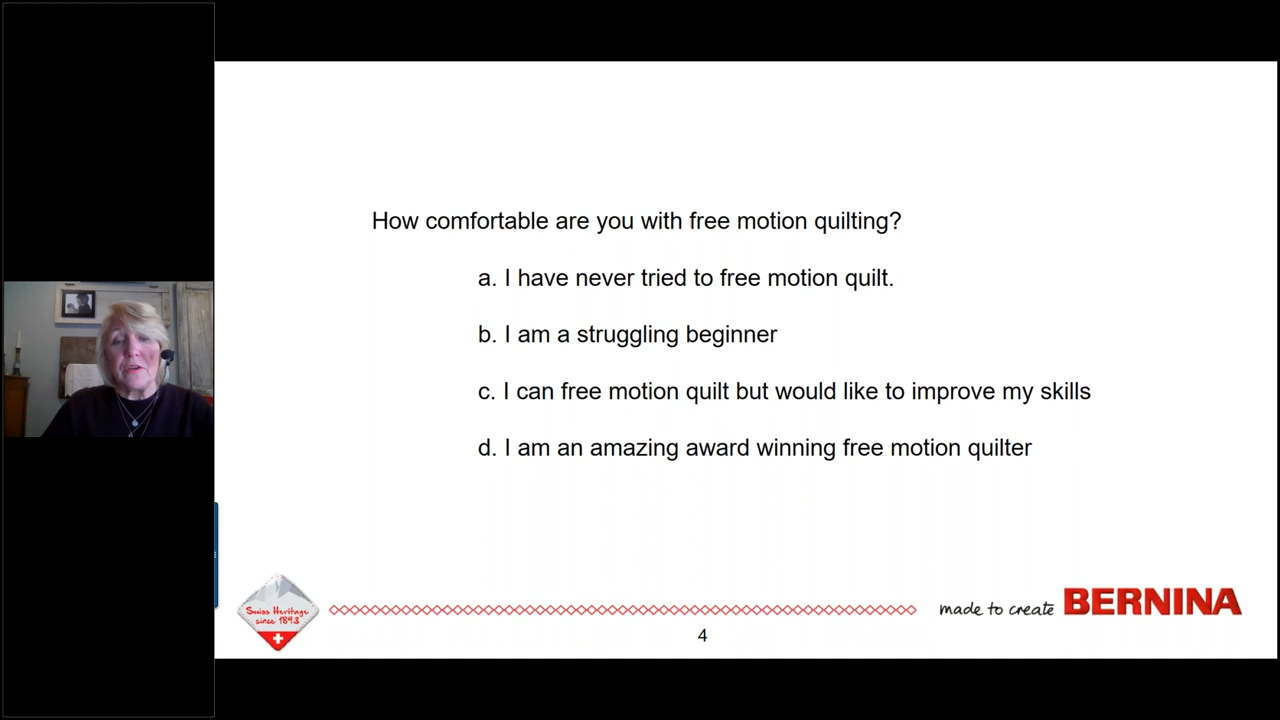 How comfortable are you with free motion quilting?
a. I have never tried to free motion quilt.
b. I am a struggling beginner
c. I can free motion quilt but would like to improve my skills
d. I am an amazing award winning free motion quilter
Swiss Heritage
since 1893
made to create BERNINA
4